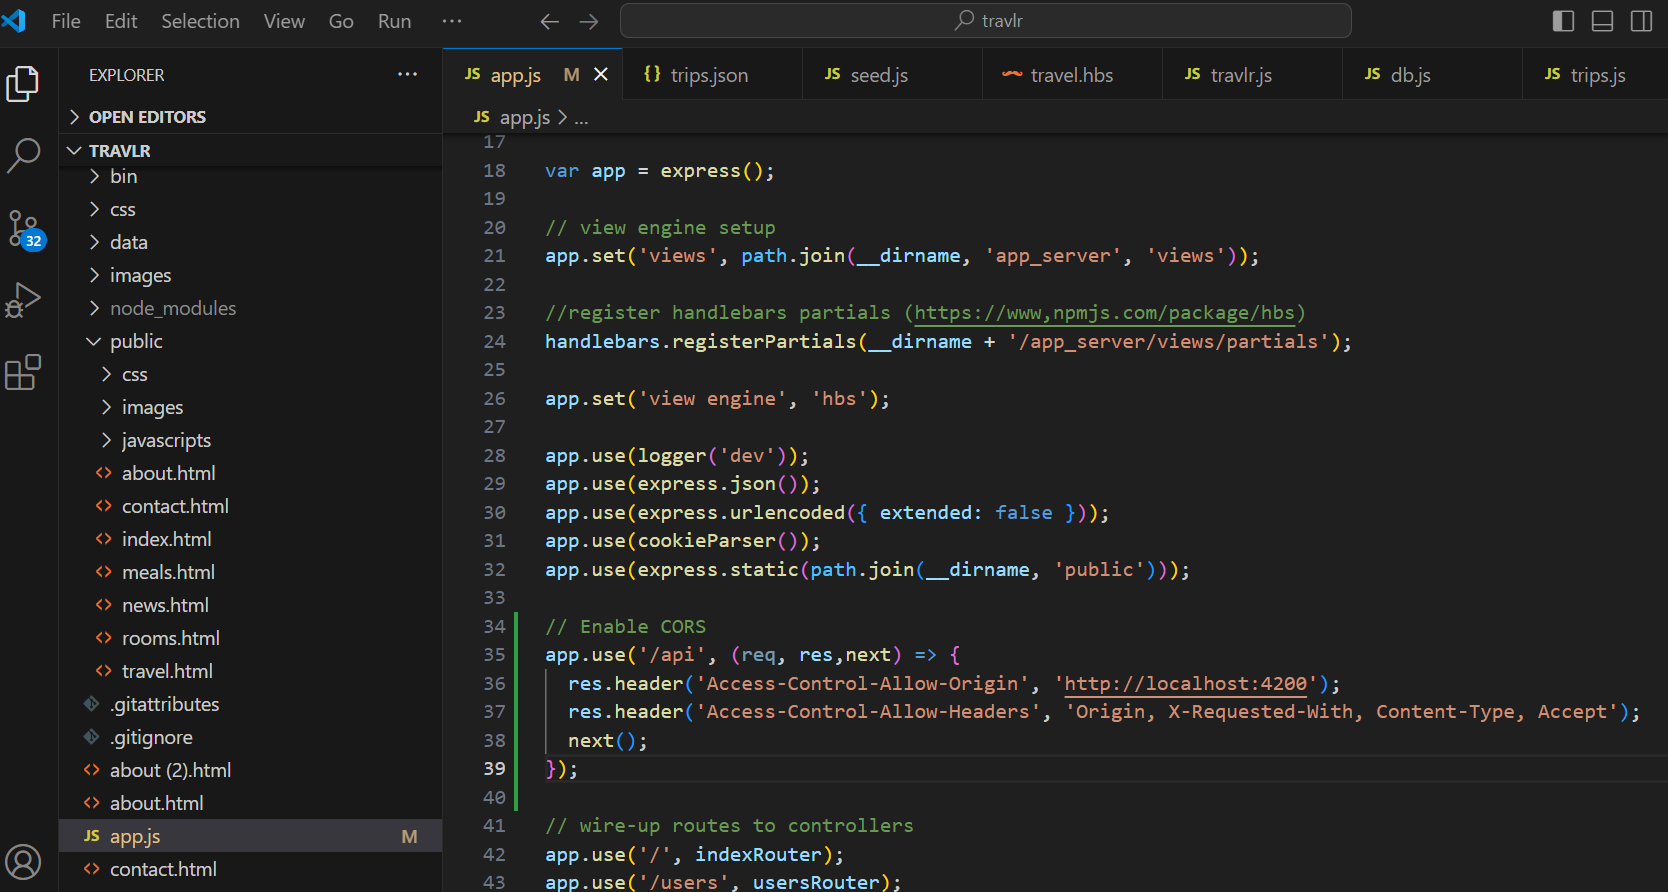 File Edit Selection View Go Run ··· travlr
EXPLORER ···
OPEN EDITORS
TRAVLR
bin
css
data
images
node_modules
public
css
images
javascripts
about.html
contact.html
index.html
meals.html
news.html
rooms.html
travel.html
.gitattributes
.gitignore
about (2).html
about.html
JS app.js M
contact.html
32
JS app.js M {} trips.json JS seed.js travel.hbs JS travlr.js JS db.js JS trips.js
JS app.js > ...
17
18 var app = express();
19
20 // view engine setup
21 app.set('views', path.join(__dirname, 'app_server', 'views'));
22
23 //register handlebars partials (https://www,npmjs.com/package/hbs)
24 handlebars.registerPartials(__dirname + '/app_server/views/partials');
25
26 app.set('view engine', 'hbs');
27
28 app.use(logger('dev'));
29 app.use(express.json());
30 app.use(express.urlencoded({ extended: false }));
31 app.use(cookieParser());
32 app.use(express.static(path.join(__dirname, 'public')));
33
34 // Enable CORS
35 app.use('/api', (req, res,next) => {
36 res.header('Access-Control-Allow-Origin', 'http://localhost:4200');
37 res.header('Access-Control-Allow-Headers', 'Origin, X-Requested-With, Content-Type, Accept');
38 next();
39 });
40
41 // wire-up routes to controllers
42 app.use('/', indexRouter);
43 app.use('/users', usersRouter);